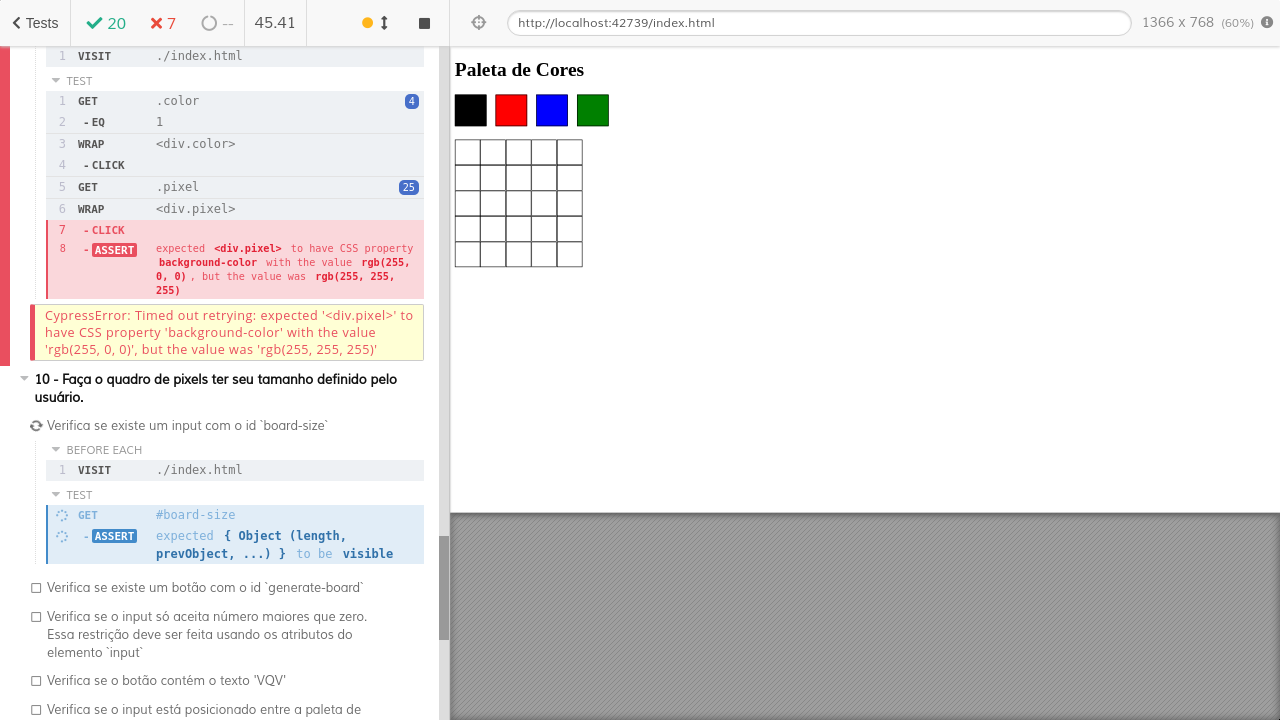 Tests 20 7 -- 45.41 http://localhost:42739/index.html 1366 x 768 (60%)
1 VISIT ./index.html
TEST
1 GET .color 4
2 - EQ 1
3 WRAP <div.color>
4 - CLICK
5 GET .pixel 25
6 WRAP <div.pixel>
7 - CLICK
8 - ASSERT expected <div.pixel> to have CSS property
background-color with the value rgb(255,
0, 0) , but the value was rgb(255, 255,
255)
CypressError: Timed out retrying: expected '<div.pixel>' to
have CSS property 'background-color' with the value
'rgb(255, 0, 0)', but the value was 'rgb(255, 255, 255)'
10 - Faça o quadro de pixels ter seu tamanho definido pelo
usuário.
Verifica se existe um input com o id `board-size`
BEFORE EACH
1 VISIT ./index.html
TEST
GET #board-size
- ASSERT expected { Object (length,
prevObject, ...) } to be visible
Verifica se existe um botão com o id `generate-board`
Verifica se o input só aceita número maiores que zero.
Essa restrição deve ser feita usando os atributos do
elemento `input`
Verifica se o botão contém o texto 'VQV'
Verifica se o input está posicionado entre a paleta de
Paleta de Cores